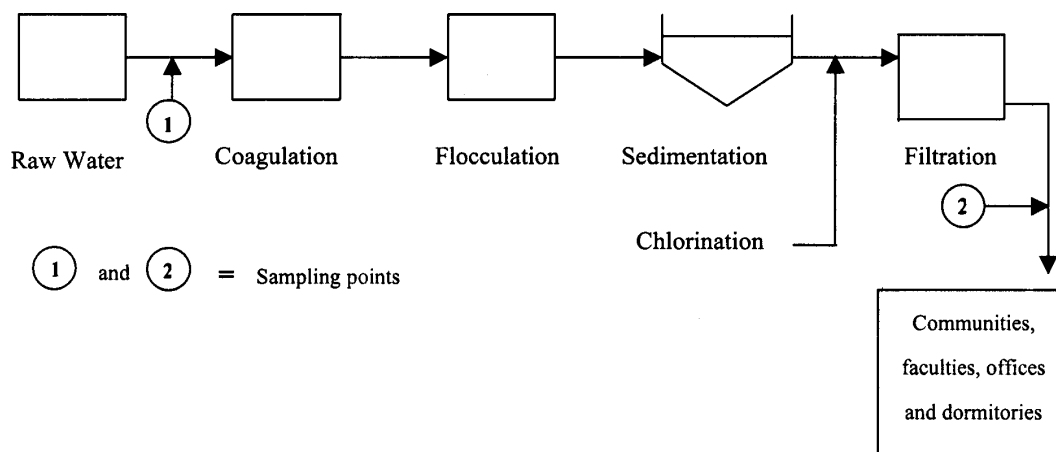 1
Raw Water
Coagulation
Flocculation
Sedimentation
Filtration
2
Chlorination
1 and 2 = Sampling points
Communities,
faculties, offices
and dormitories